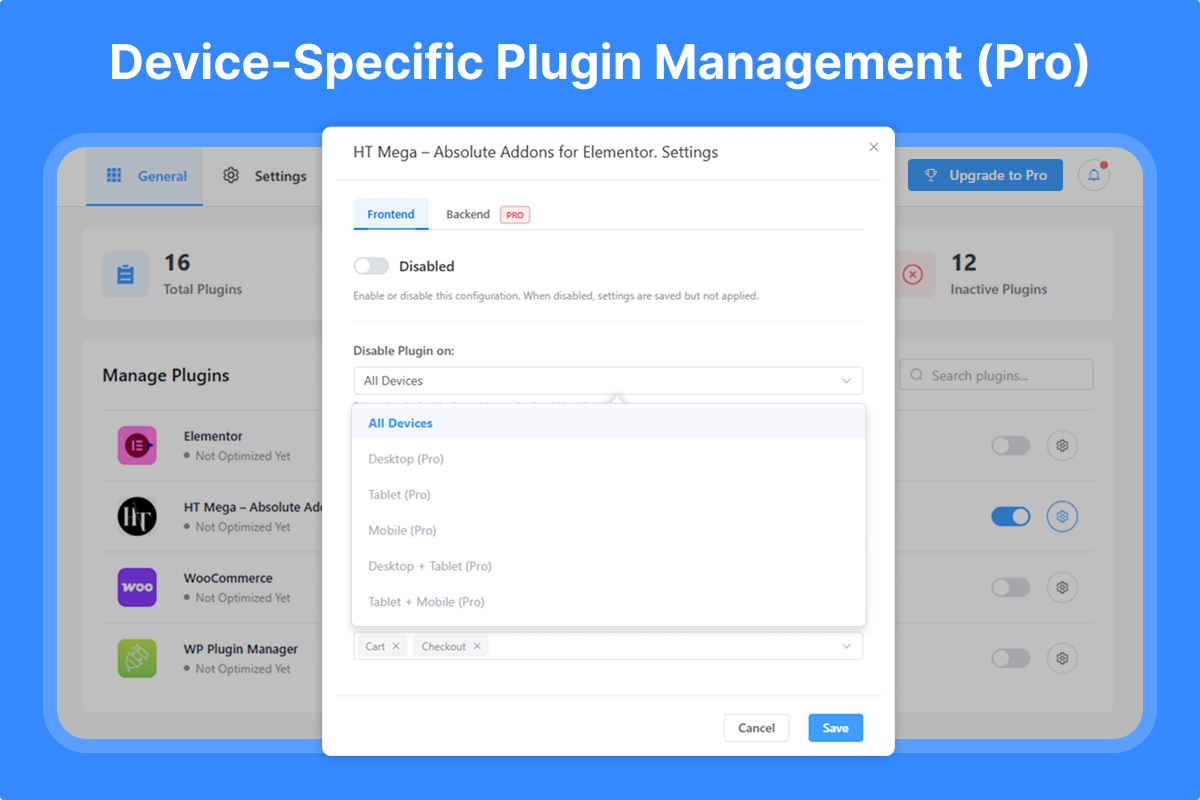 Device-Specific Plugin Management (Pro)
General
Settings
Upgrade to Pro
16
Total Plugins
12
Inactive Plugins
Manage Plugins
Search plugins...
Elementor
Not Optimized Yet
HT Mega – Absolute Add
Not Optimized Yet
WooCommerce
Not Optimized Yet
WP Plugin Manager
Not Optimized Yet
HT Mega – Absolute Addons for Elementor. Settings
Frontend
Backend PRO
Disabled
Enable or disable this configuration. When disabled, settings are saved but not applied.
Disable Plugin on:
All Devices
All Devices
Desktop (Pro)
Tablet (Pro)
Mobile (Pro)
Desktop + Tablet (Pro)
Tablet + Mobile (Pro)
Cart
Checkout
Cancel
Save
HT
woo